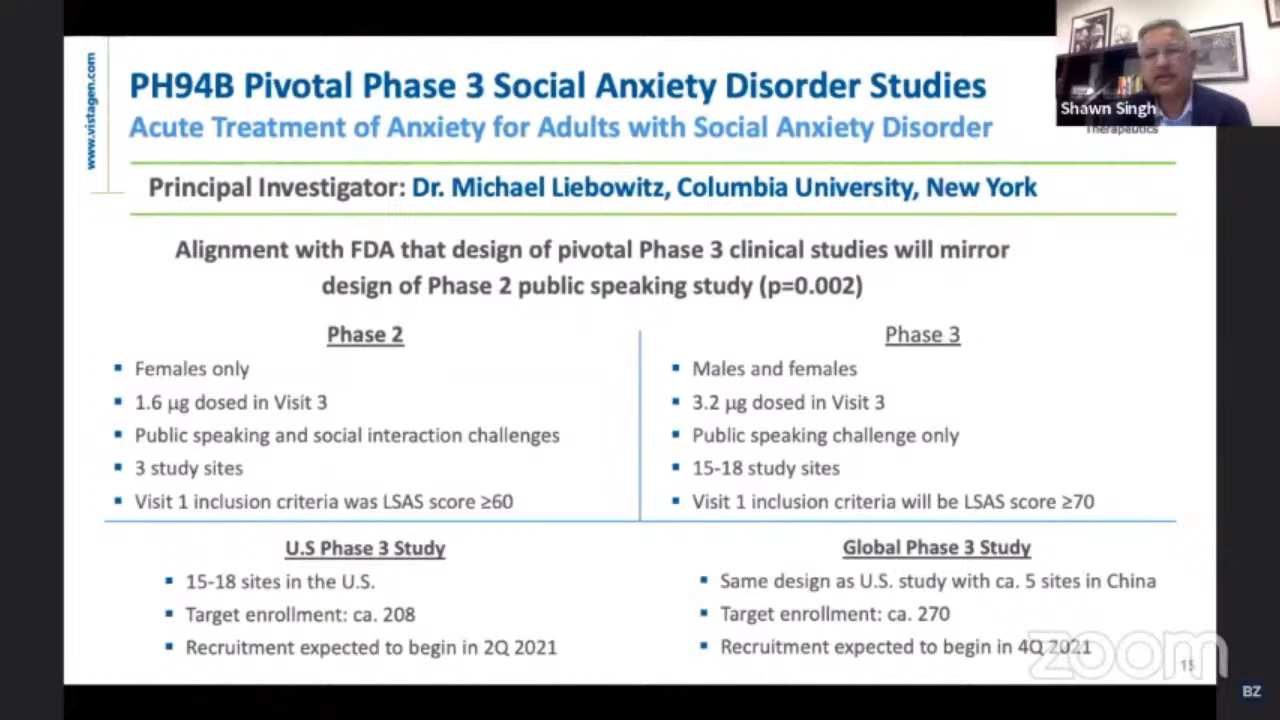 www.vistagen.com
PH94B Pivotal Phase 3 Social Anxiety Disorder Studies
Acute Treatment of Anxiety for Adults with Social Anxiety Disorder
Shawn Singh
Therapeutics
Principal Investigator: Dr. Michael Liebowitz, Columbia University, New York
Alignment with FDA that design of pivotal Phase 3 clinical studies will mirror
design of Phase 2 public speaking study (p=0.002)
Phase 2
▪ Females only
▪ 1.6 µg dosed in Visit 3
▪ Public speaking and social interaction challenges
▪ 3 study sites
▪ Visit 1 inclusion criteria was LSAS score ≥60
Phase 3
▪ Males and females
▪ 3.2 µg dosed in Visit 3
▪ Public speaking challenge only
▪ 15-18 study sites
▪ Visit 1 inclusion criteria will be LSAS score ≥70
U.S Phase 3 Study
▪ 15-18 sites in the U.S.
▪ Target enrollment: ca. 208
▪ Recruitment expected to begin in 2Q 2021
Global Phase 3 Study
▪ Same design as U.S. study with ca. 5 sites in China
▪ Target enrollment: ca. 270
▪ Recruitment expected to begin in 4Q 2021
zoom
15
BZ